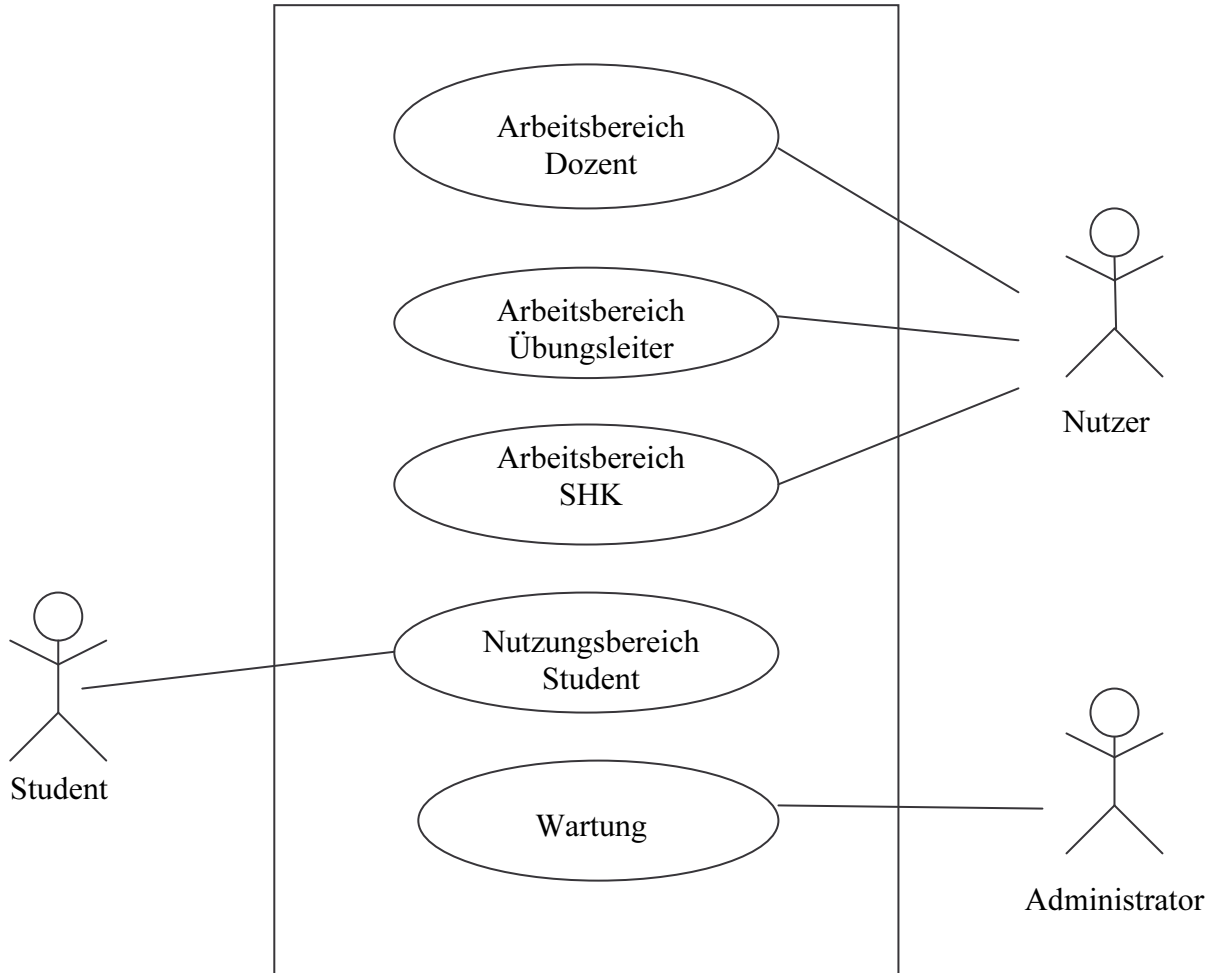 Arbeitsbereich
Dozent
Arbeitsbereich
Übungsleiter
Nutzer
Arbeitsbereich
SHK
Nutzungsbereich
Student
Student
Wartung
Administrator